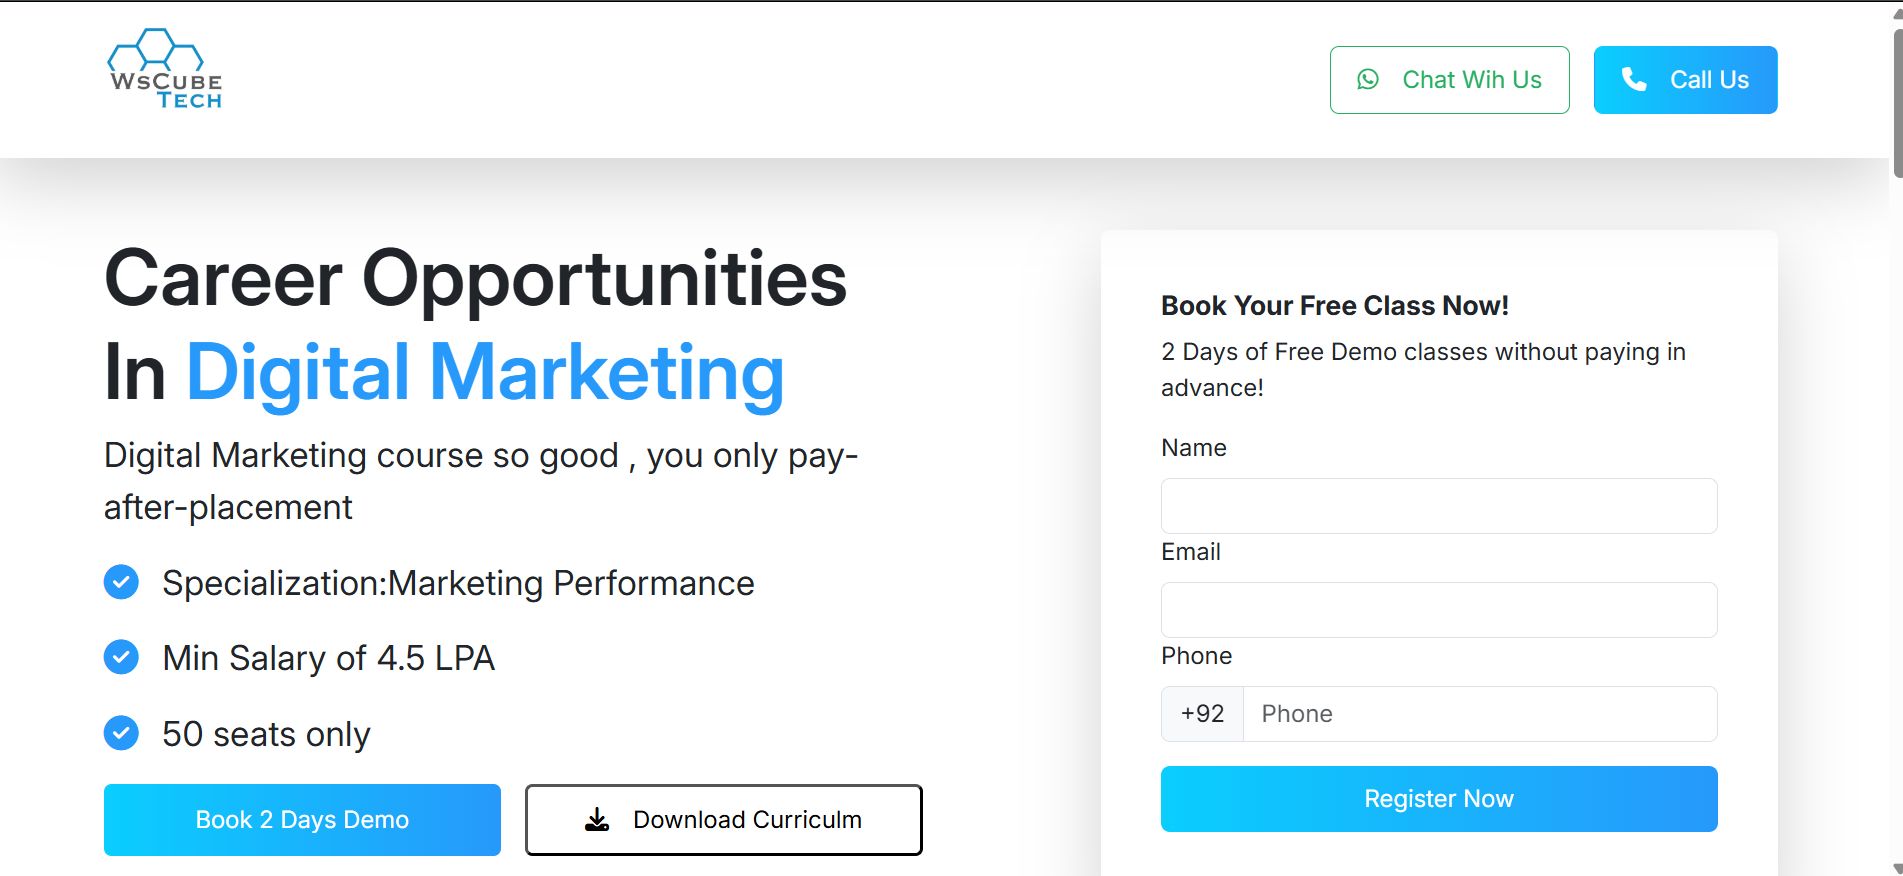 WsCube
Tech
Chat Wih Us
Call Us
Career Opportunities
In Digital Marketing
Digital Marketing course so good , you only pay-
after-placement
Specialization:Marketing Performance
Min Salary of 4.5 LPA
50 seats only
Book 2 Days Demo
Download Curriculm
Book Your Free Class Now!
2 Days of Free Demo classes without paying in
advance!
Name
Email
Phone
+92 Phone
Register Now